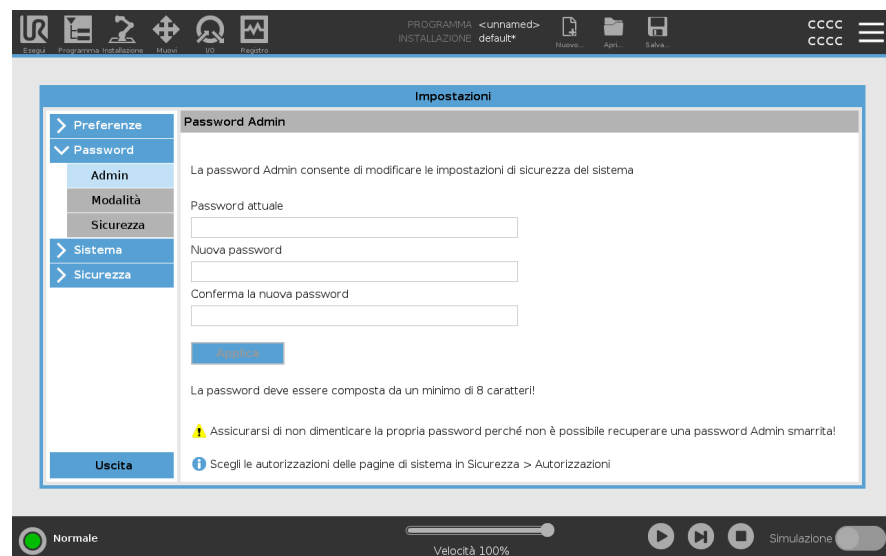 PROGRAMMA <unnamed>
INSTALLAZIONE default*
Esegui Programma Installazione Muovi I/O Registro
Nuovo... Apri... Salva...
CCCC
CCCC
Impostazioni
Preferenze
Password
Admin
Modalità
Sicurezza
Sistema
Sicurezza
Uscita
Password Admin
La password Admin consente di modificare le impostazioni di sicurezza del sistema
Password attuale
Nuova password
Conferma la nuova password
Applica
La password deve essere composta da un minimo di 8 caratteri!
Assicurarsi di non dimenticare la propria password perché non è possibile recuperare una password Admin smarrita!
Scegli le autorizzazioni delle pagine di sistema in Sicurezza > Autorizzazioni
Normale
Velocità 100%
Simulazione